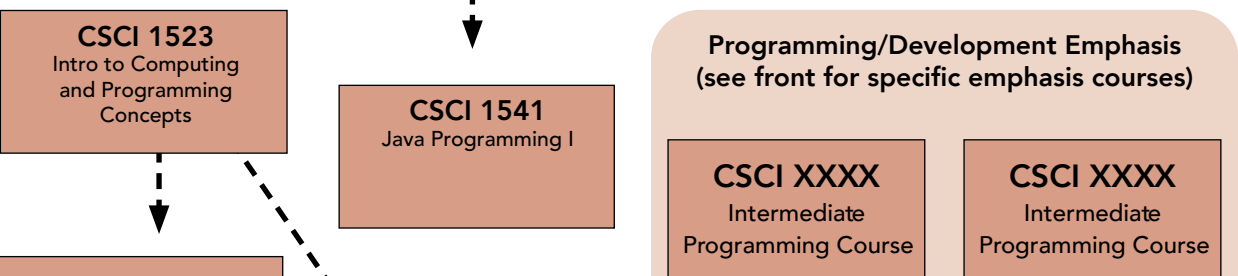 CSCI 1523
Intro to Computing
and Programming
Concepts
CSCI 1541
Java Programming I
Programming/Development Emphasis
(see front for specific emphasis courses)
CSCI XXXX
Intermediate
Programming Course
CSCI XXXX
Intermediate
Programming Course